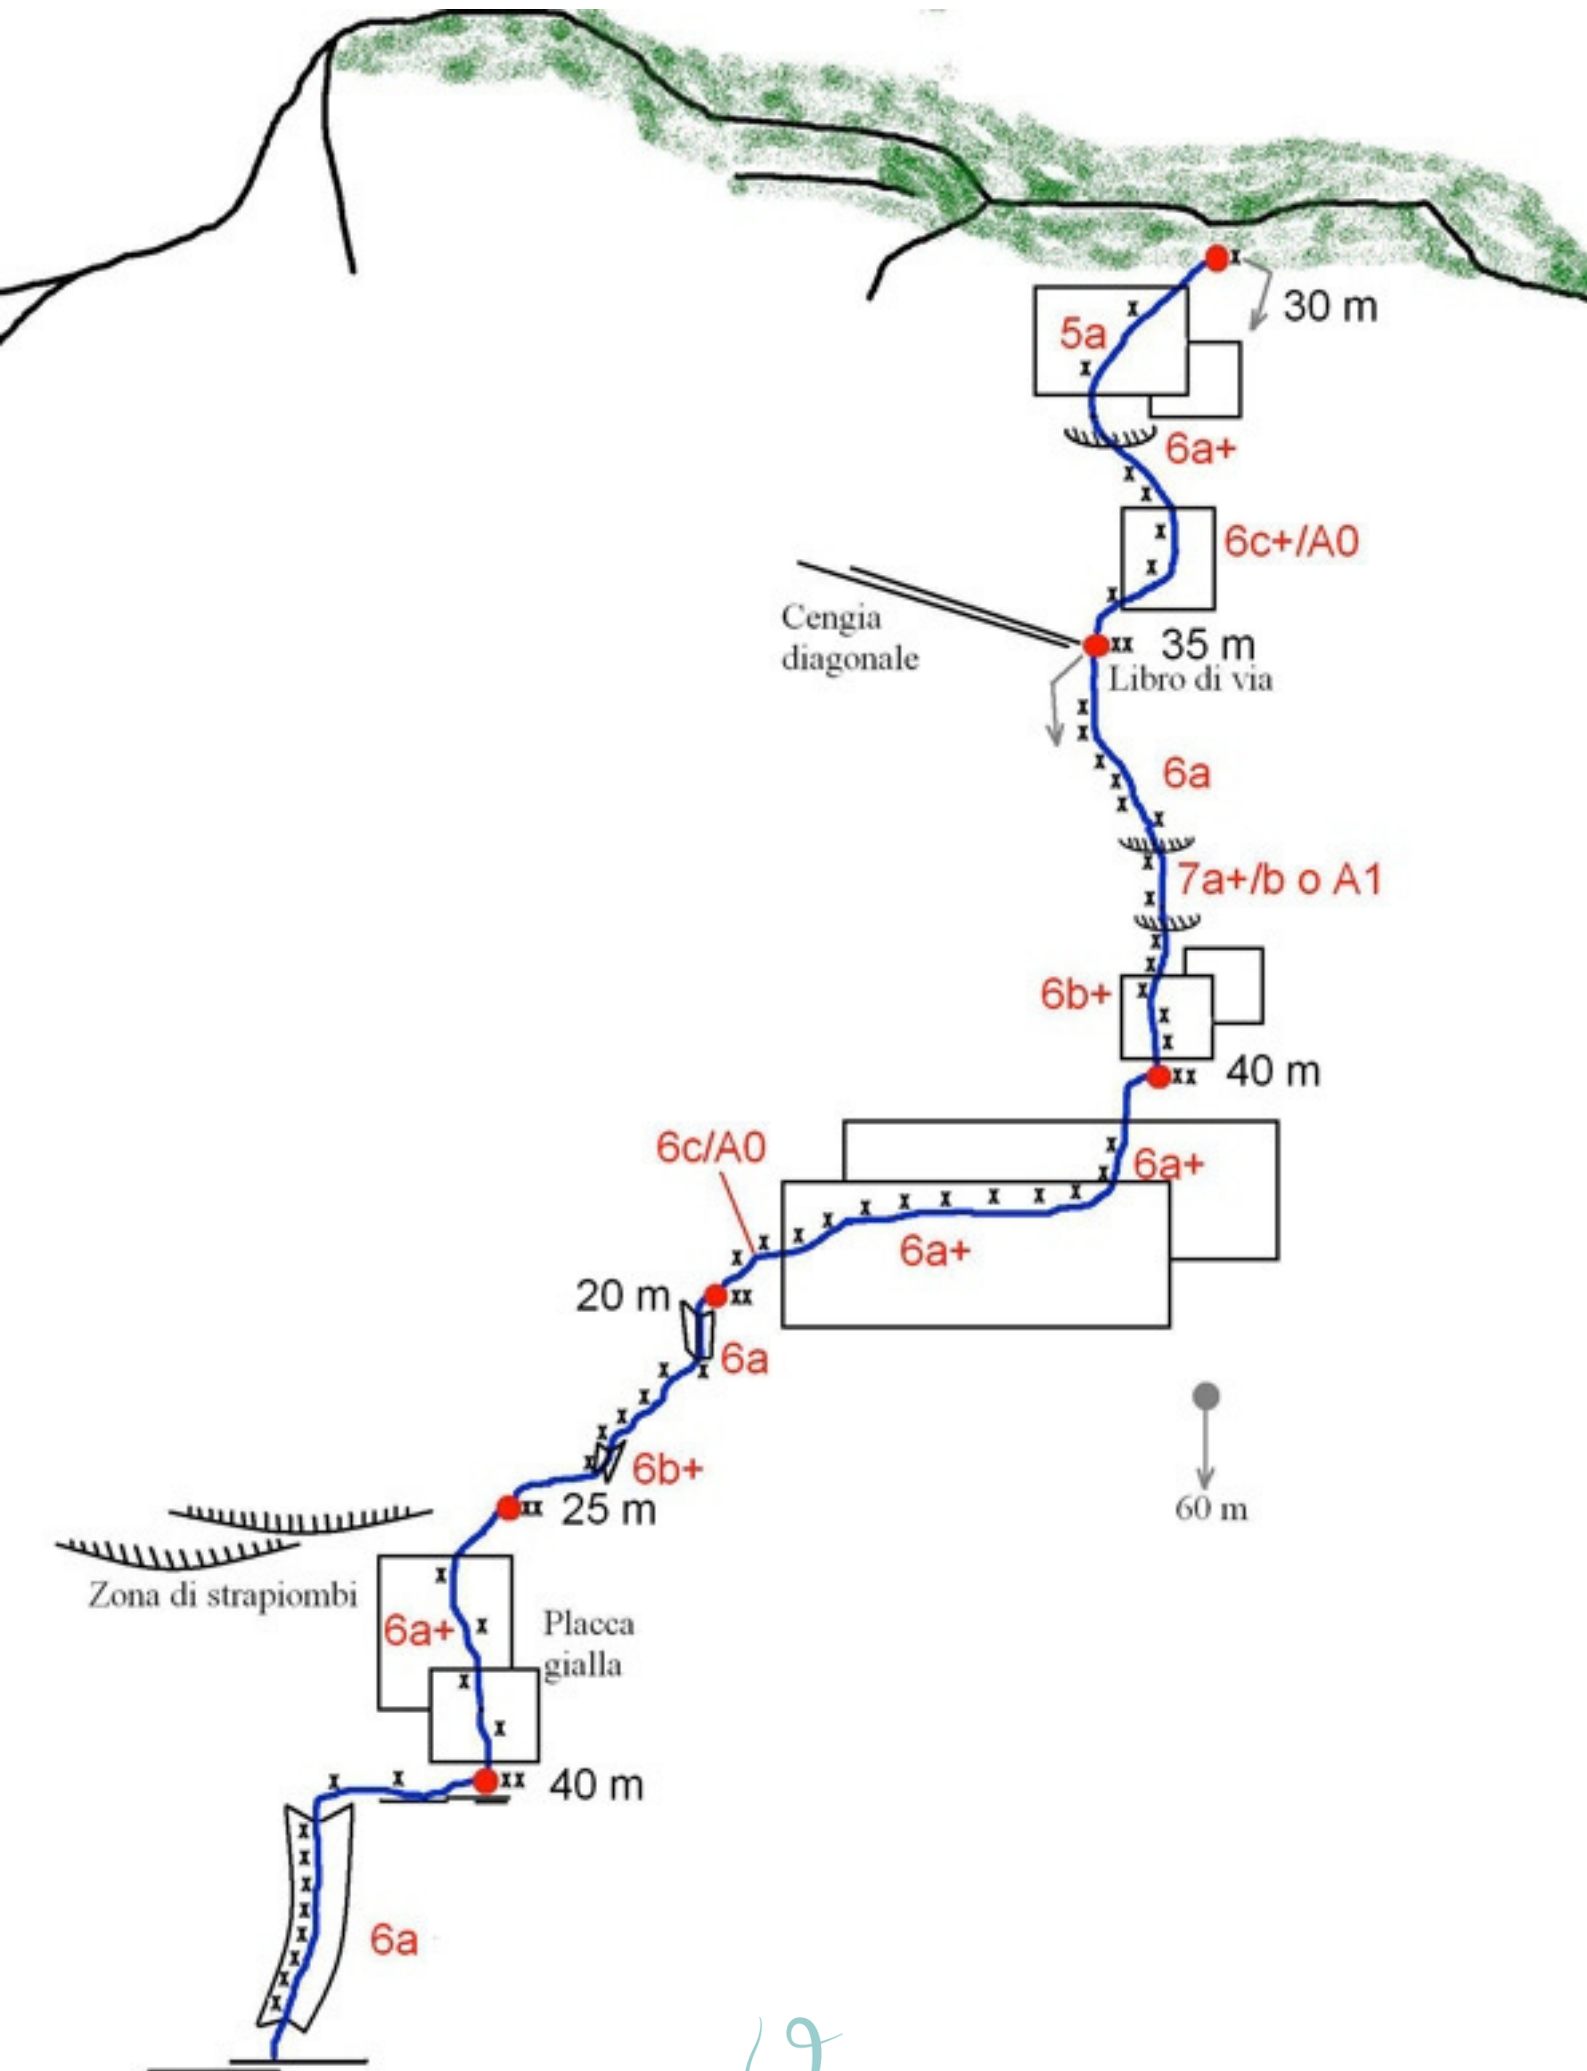 30 m
5a
6a+
6c+/A0
Cengia
diagonale
35 m
Libro di via
6a
7a+/b o A1
6b+
40 m
6c/A0
6a+
6a+
20 m
6a
6b+
25 m
60 m
Zona di strapiombi
6a+
Placca
gialla
40 m
6a